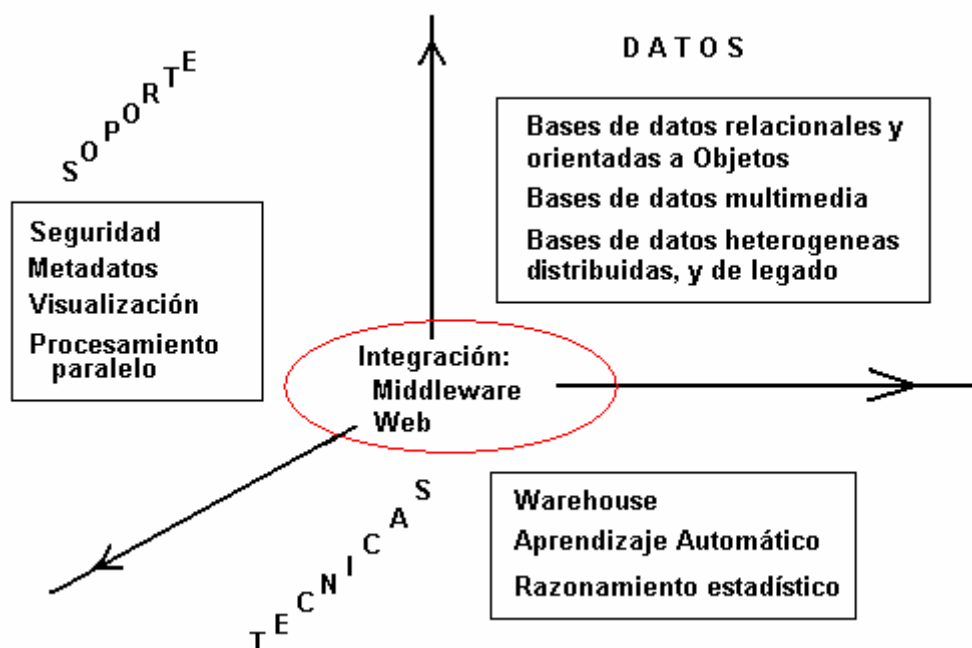 SOPORTE
Seguridad
Metadatos
Visualización
Procesamiento
paralelo
DATOS
Bases de datos relacionales y
orientadas a Objetos
Bases de datos multimedia
Bases de datos heterogeneas
distribuidas, y de legado
Integración:
Middleware
Web
TECNICAS
Warehouse
Aprendizaje Automático
Razonamiento estadístico